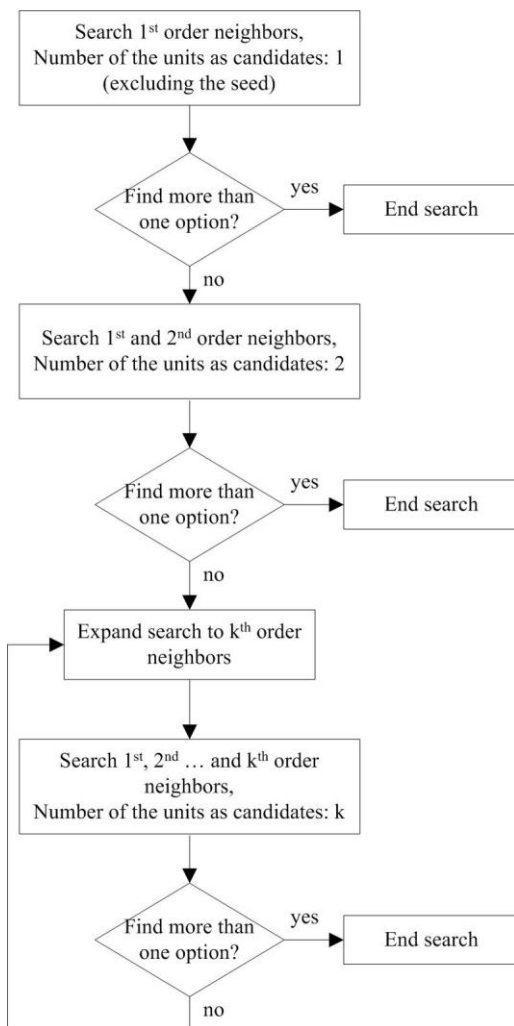 Search 1st order neighbors,
Number of the units as candidates: 1
(excluding the seed)
Find more than
one option?
yes
End search
no
Search 1st and 2nd order neighbors,
Number of the units as candidates: 2
Find more than
one option?
yes
End search
no
Expand search to kth order
neighbors
Search 1st, 2nd ... and kth order
neighbors,
Number of the units as candidates: k
Find more than
one option?
yes
End search
no